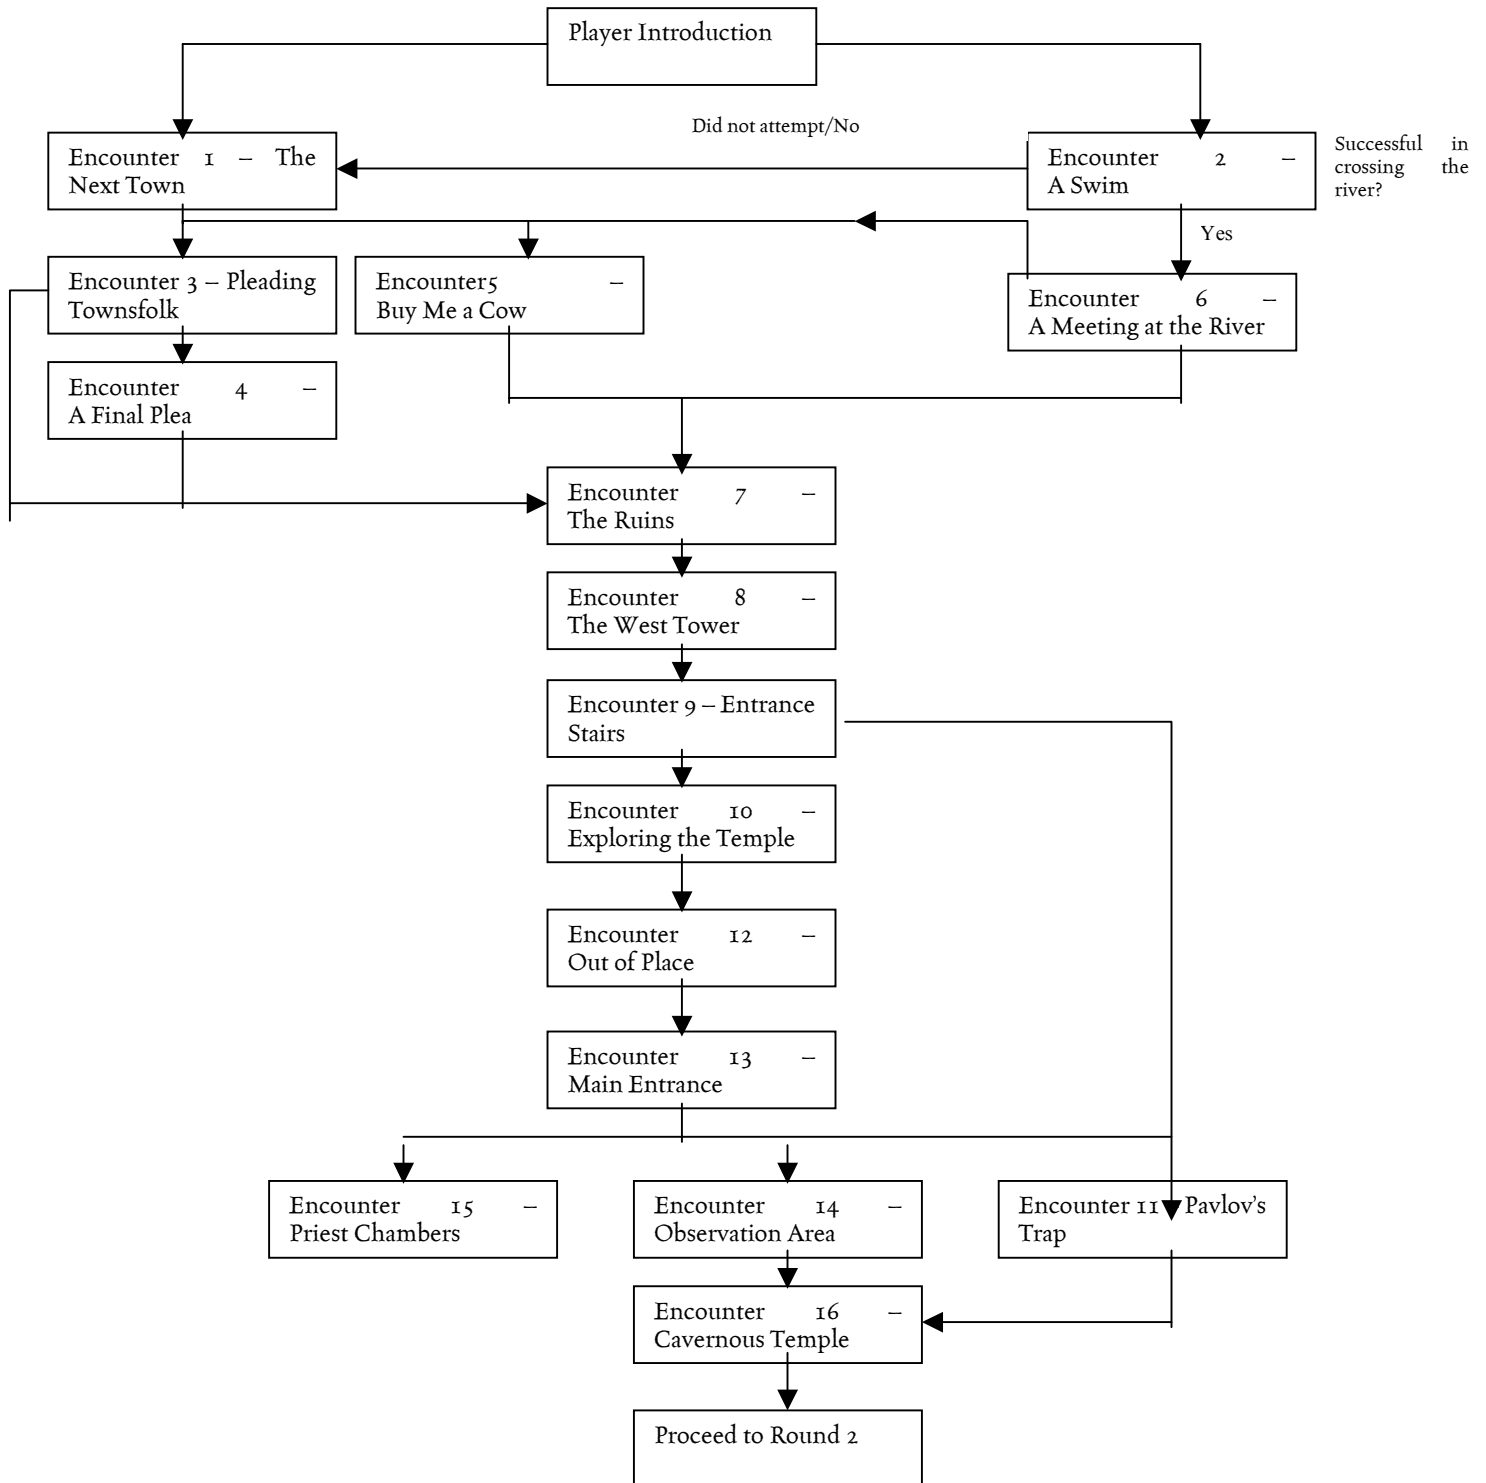 Player Introduction
Did not attempt/No
Encounter 1 – The
Next Town
Encounter 2 –
A Swim
Successful in
crossing the
river?
Yes
Encounter 3 – Pleading
Townsfolk
Encounter5 –
Buy Me a Cow
Encounter 6 –
A Meeting at the River
Encounter 4 –
A Final Plea
Encounter 7 –
The Ruins
Encounter 8 –
The West Tower
Encounter 9 – Entrance
Stairs
Encounter 10 –
Exploring the Temple
Encounter 12 –
Out of Place
Encounter 13 –
Main Entrance
Encounter 15 –
Priest Chambers
Encounter 14 –
Observation Area
Encounter 11 Pavlov's
Trap
Encounter 16 –
Cavernous Temple
Proceed to Round 2